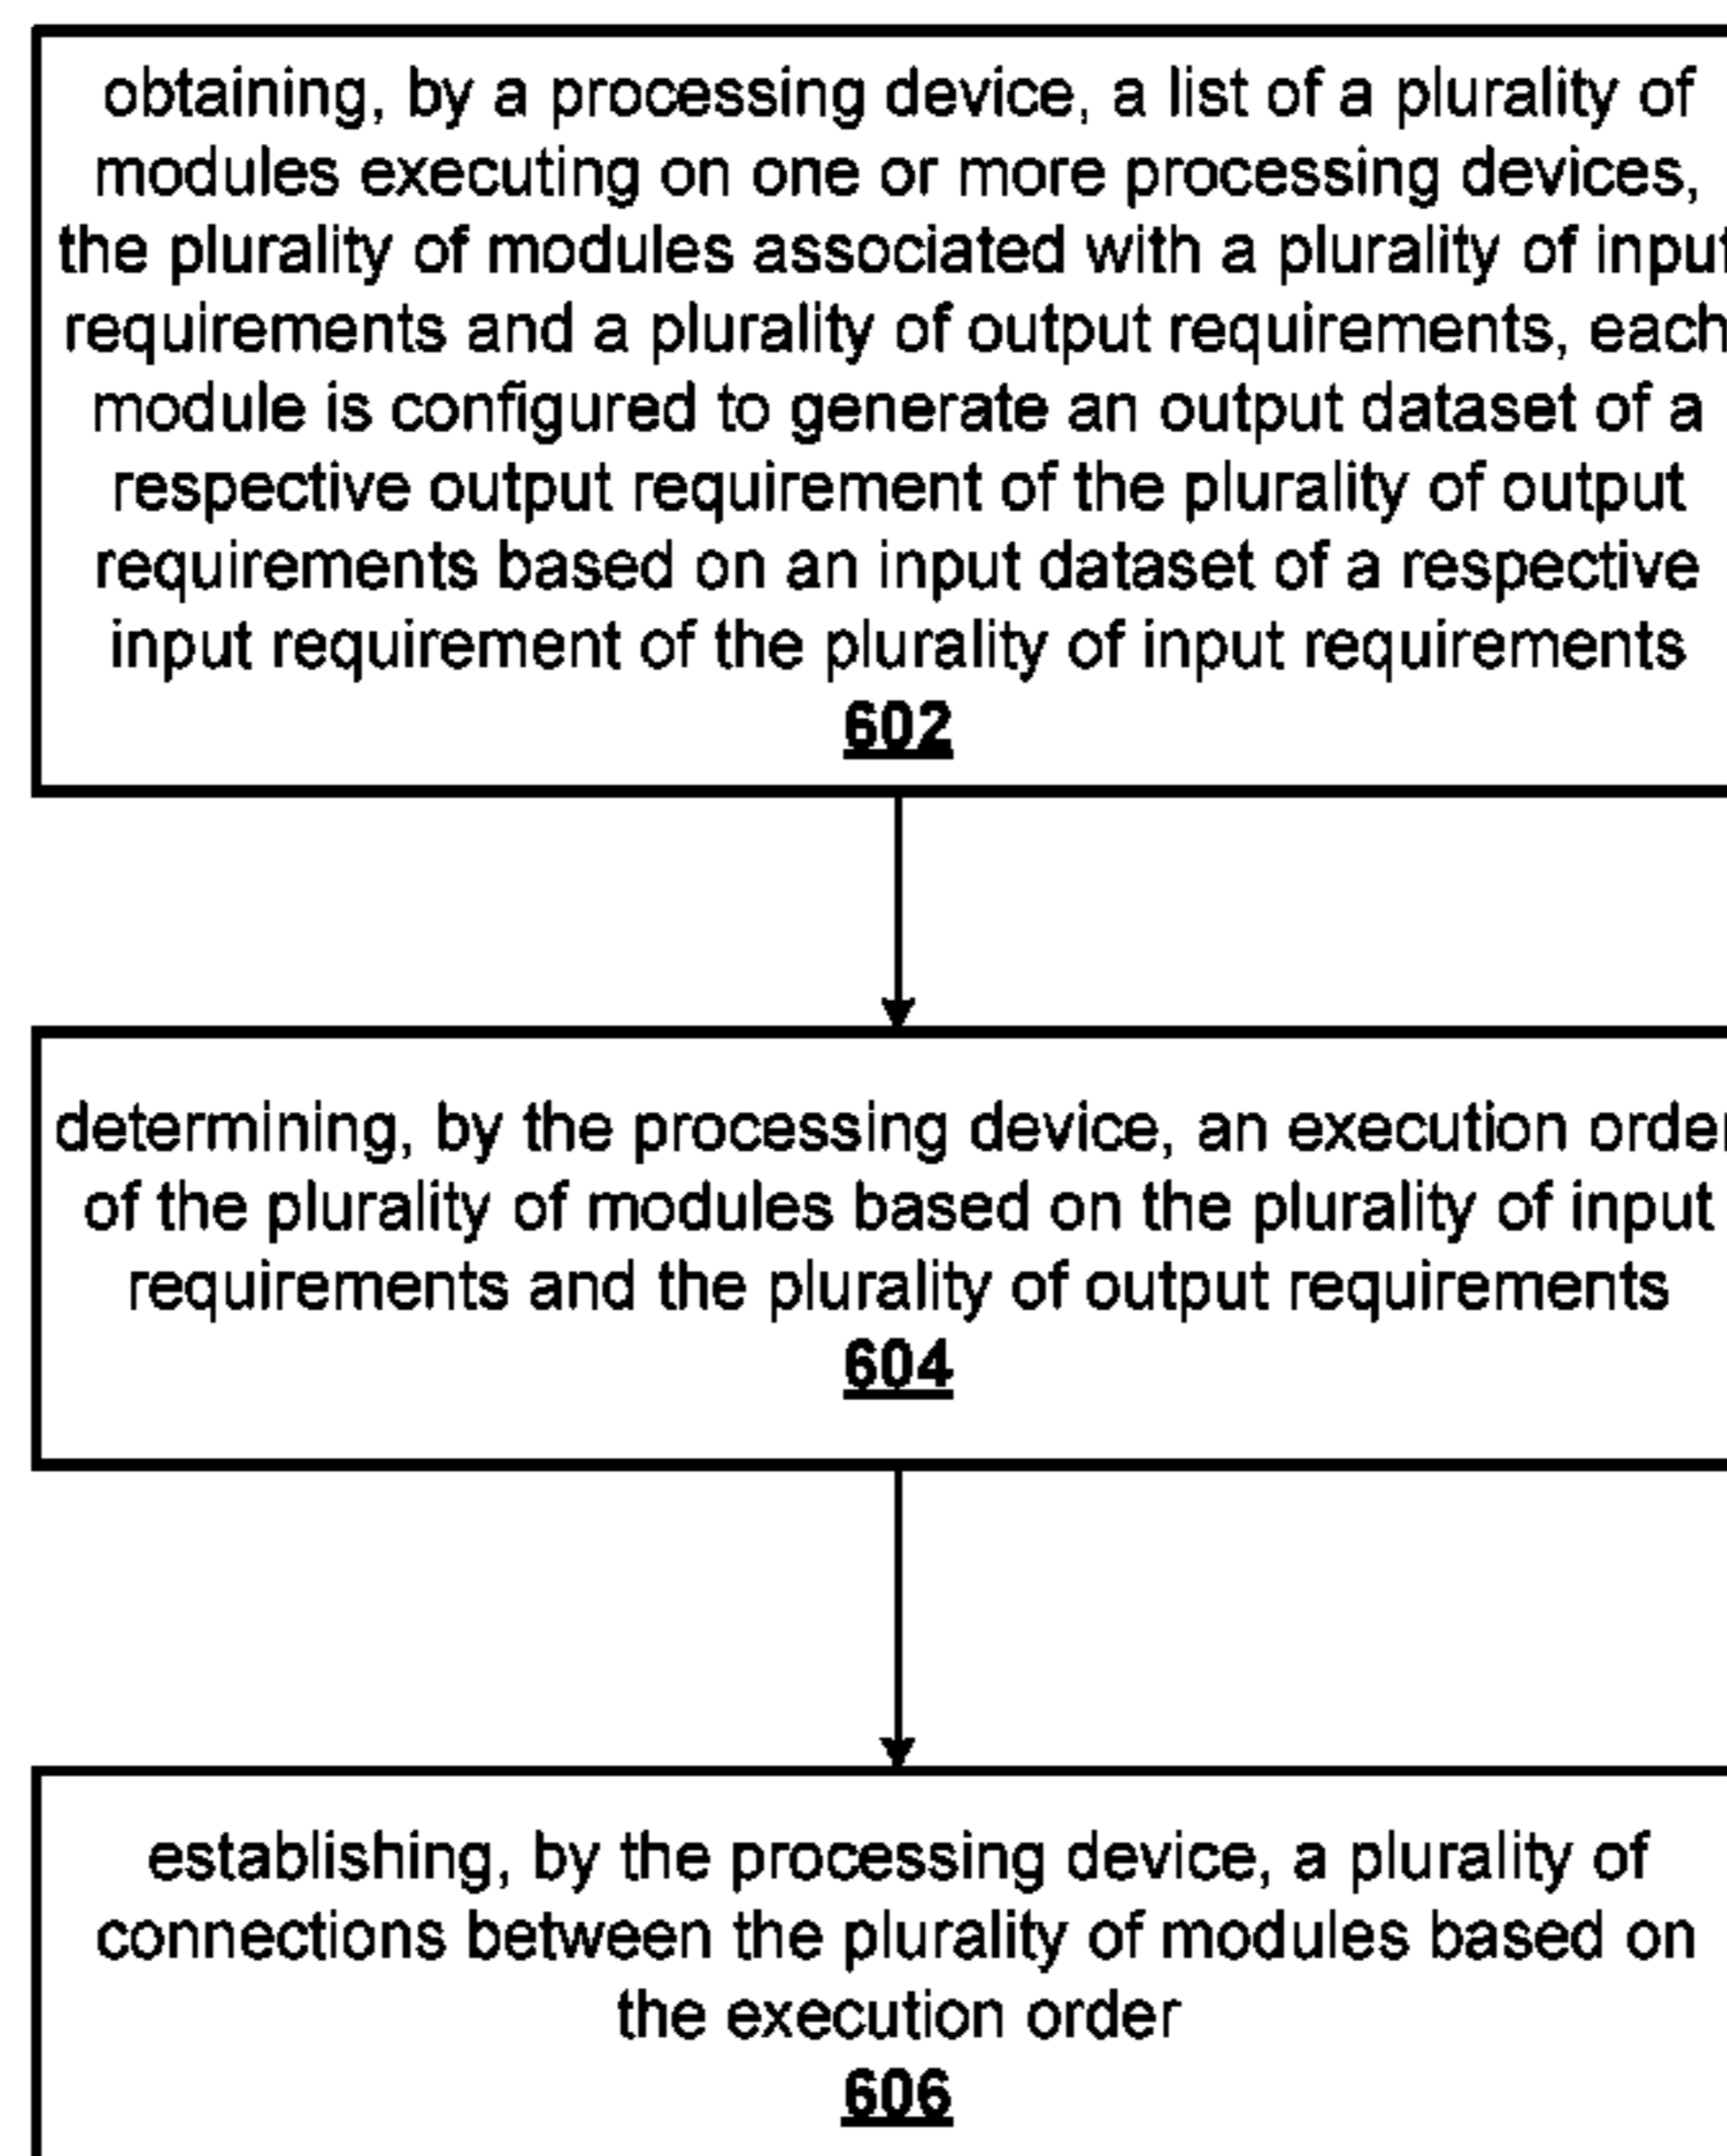 obtaining, by a processing device, a list of a plurality of
modules executing on one or more processing devices,
the plurality of modules associated with a plurality of input
requirements and a plurality of output requirements, each
module is configured to generate an output dataset of a
respective output requirement of the plurality of output
requirements based on an input dataset of a respective
input requirement of the plurality of input requirements
602
determining, by the processing device, an execution order
of the plurality of modules based on the plurality of input
requirements and the plurality of output requirements
604
establishing, by the processing device, a plurality of
connections between the plurality of modules based on
the execution order
606